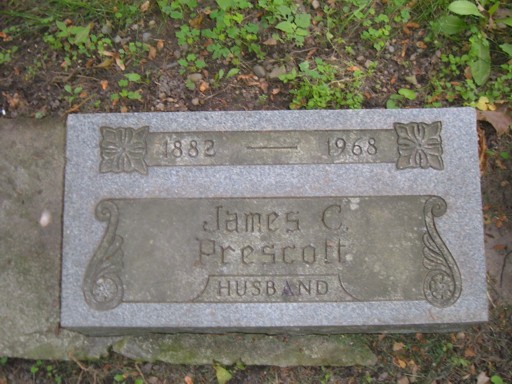 1882 — 1968
James C.
Prescott
HUSBAND